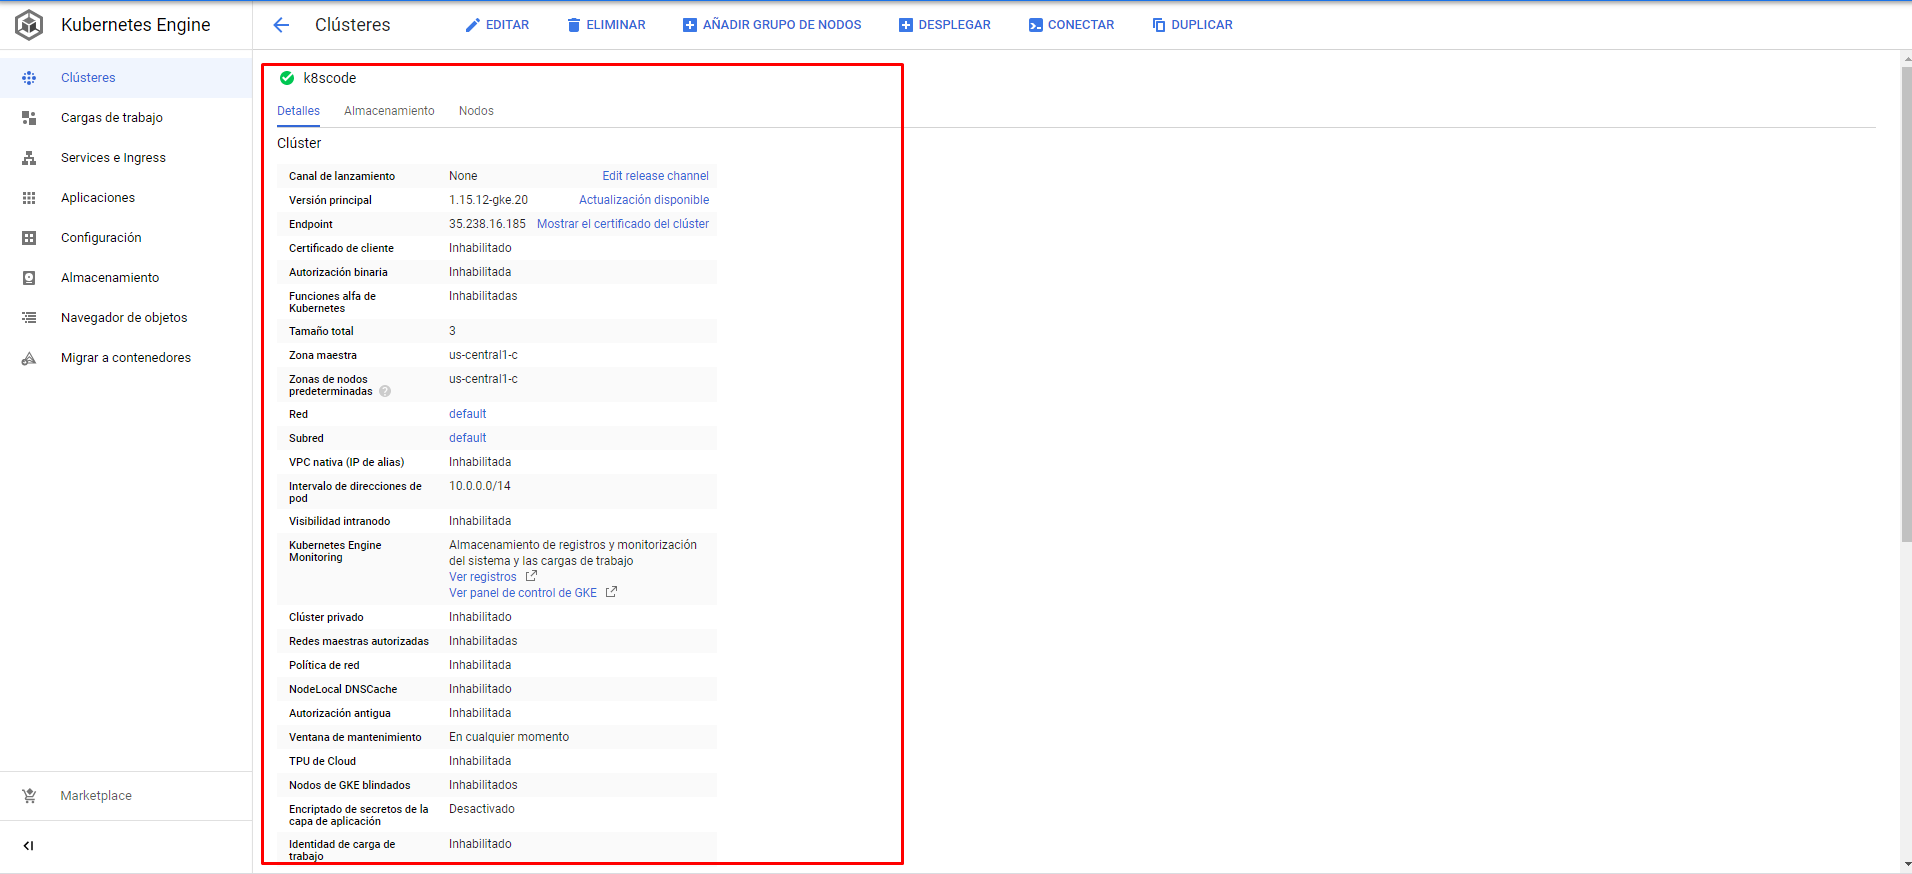 Kubernetes Engine
Clústeres
EDITAR
ELIMINAR
AÑADIR GRUPO DE NODOS
DESPLEGAR
CONECTAR
DUPLICAR
Clústeres
Cargas de trabajo
Services e Ingress
Aplicaciones
Configuración
Almacenamiento
Navegador de objetos
Migrar a contenedores
Marketplace
k8scode
Detalles Almacenamiento Nodos
Clúster
Canal de lanzamiento None Edit release channel
Versión principal 1.15.12-gke.20 Actualización disponible
Endpoint 35.238.16.185 Mostrar el certificado del clúster
Certificado de cliente Inhabilitado
Autorización binaria Inhabilitada
Funciones alfa de Inhabilitadas
Kubernetes
Tamaño total 3
Zona maestra us-central1-c
Zonas de nodos us-central1-c
predeterminadas ?
Red default
Subred default
VPC nativa (IP de alias) Inhabilitada
Intervalo de direcciones de 10.0.0.0/14
pod
Visibilidad intranodo Inhabilitada
Kubernetes Engine Almacenamiento de registros y monitorización
Monitoring del sistema y las cargas de trabajo
Ver registros
Ver panel de control de GKE
Clúster privado Inhabilitado
Redes maestras autorizadas Inhabilitadas
Política de red Inhabilitada
NodeLocal DNSCache Inhabilitado
Autorización antigua Inhabilitada
Ventana de mantenimiento En cualquier momento
TPU de Cloud Inhabilitada
Nodos de GKE blindados Inhabilitados
Encriptado de secretos de la Desactivado
capa de aplicación
Identidad de carga de Inhabilitado
trabajo